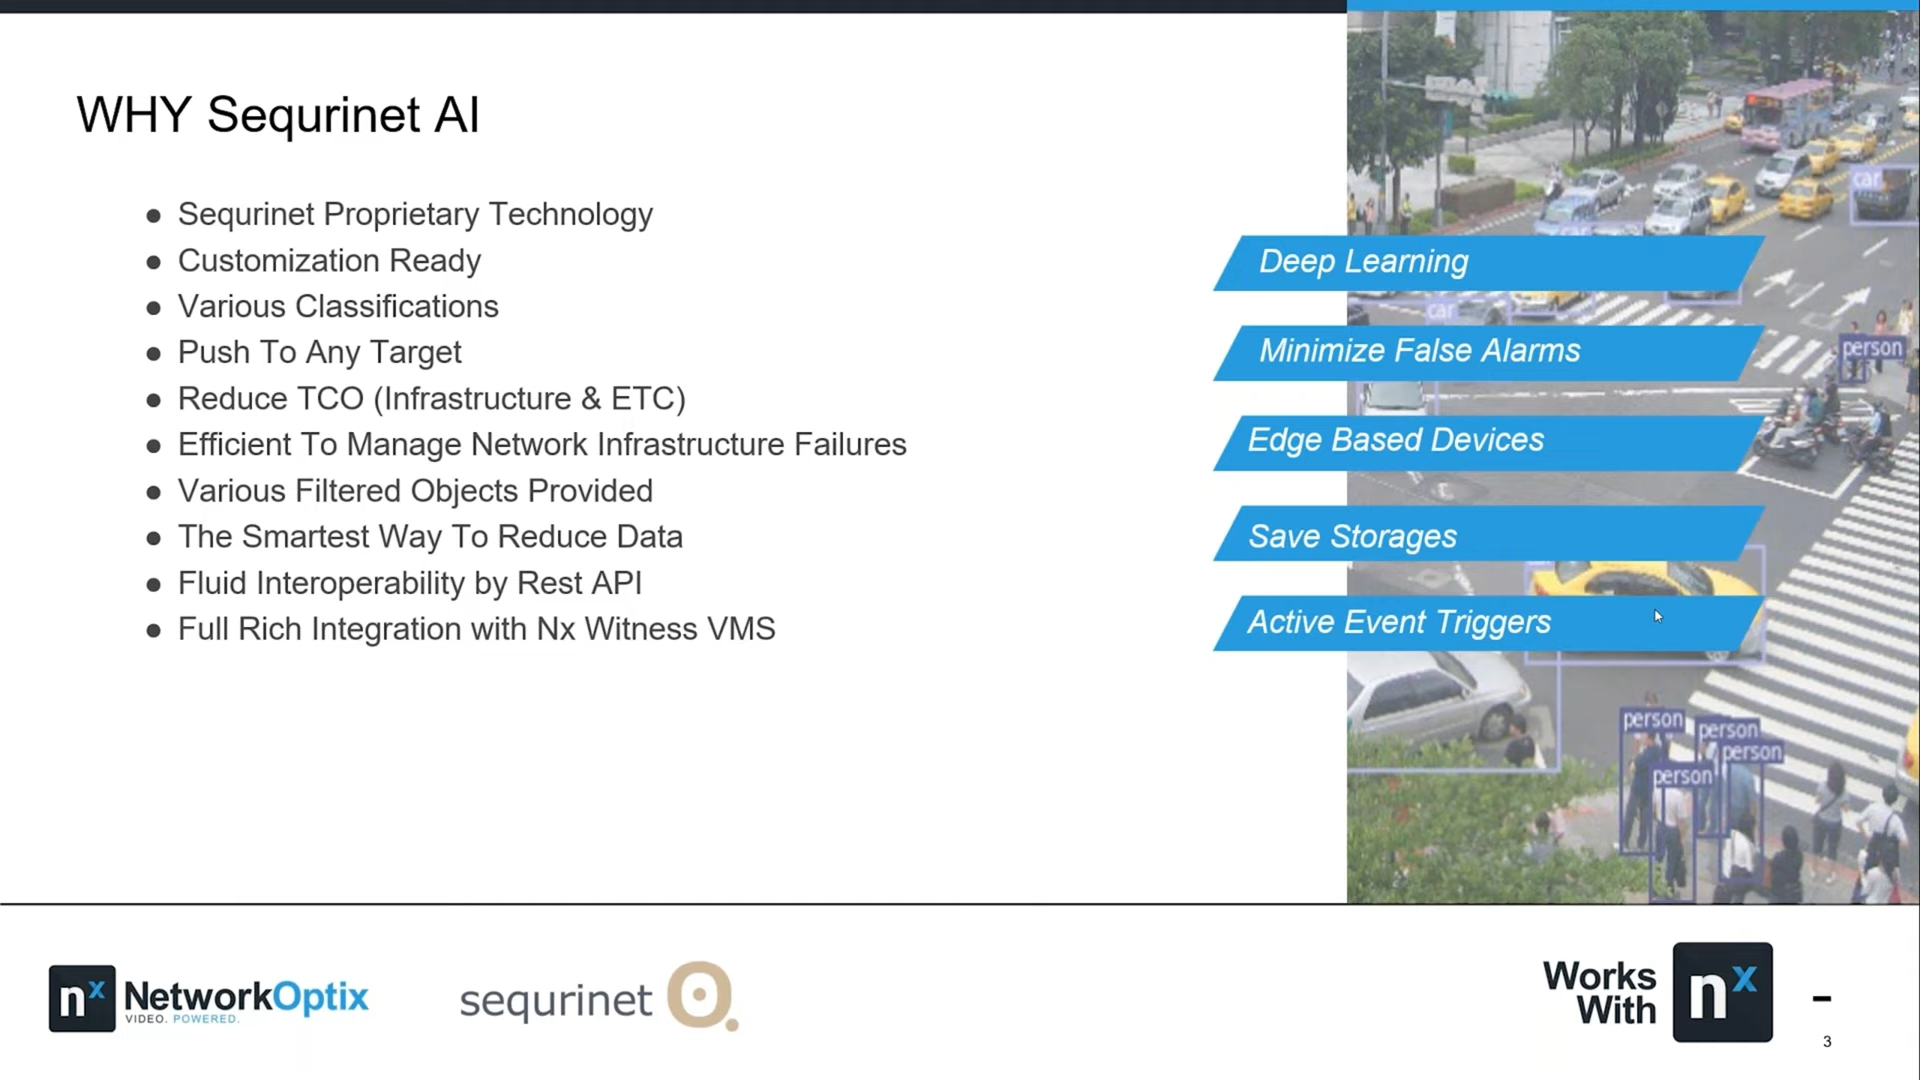 WHY Sequrinet AI
● Sequrinet Proprietary Technology
● Customization Ready
● Various Classifications
● Push To Any Target
● Reduce TCO (Infrastructure & ETC)
● Efficient To Manage Network Infrastructure Failures
● Various Filtered Objects Provided
● The Smartest Way To Reduce Data
● Fluid Interoperability by Rest API
● Full Rich Integration with Nx Witness VMS
car
Deep Learning
car
Minimize False Alarms
person
Edge Based Devices
Save Storages
Active Event Triggers
person
person
person
person
nx NetworkOptix
VIDEO. POWERED.
sequrinet
Works
With
nx
3